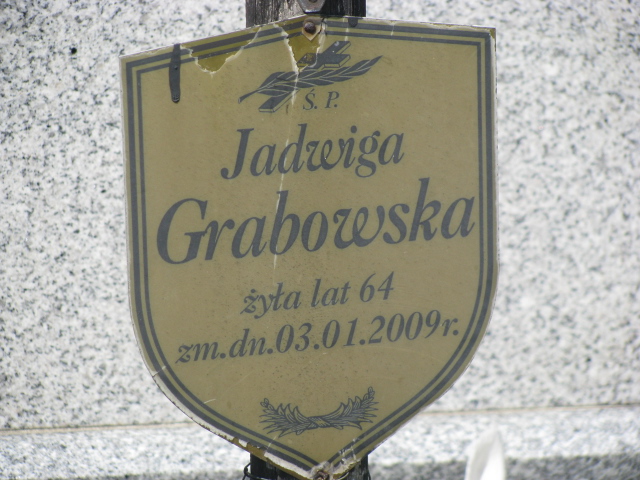 Ś. P.
Jadwiga
Grabowska
żyła lat 64
zm.dn.03.01.2009r.